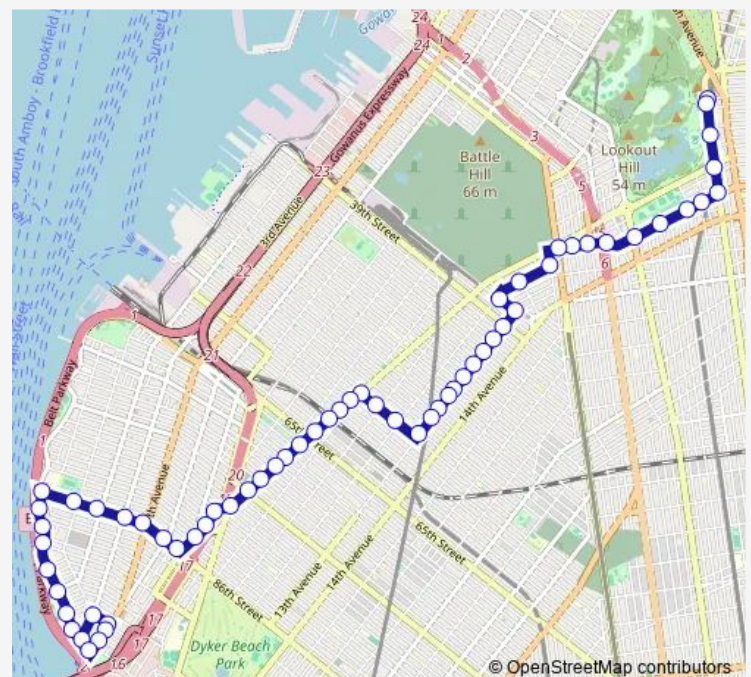 South Amboy - Brookfield
24
24
2
3
Battle
Hill
66 m
Lookout
Hill
54 m
5
6
Gowanus Expressway
23
3rd Avenue
39th Street
22
1
21
Belt Parkway
1
14th Avenue
65th Street
20
17
86th Street
13th Avenue
14th Avenue
65th Street
17
17
16
Dyker Beach
Park
© OpenStreetMap contributors